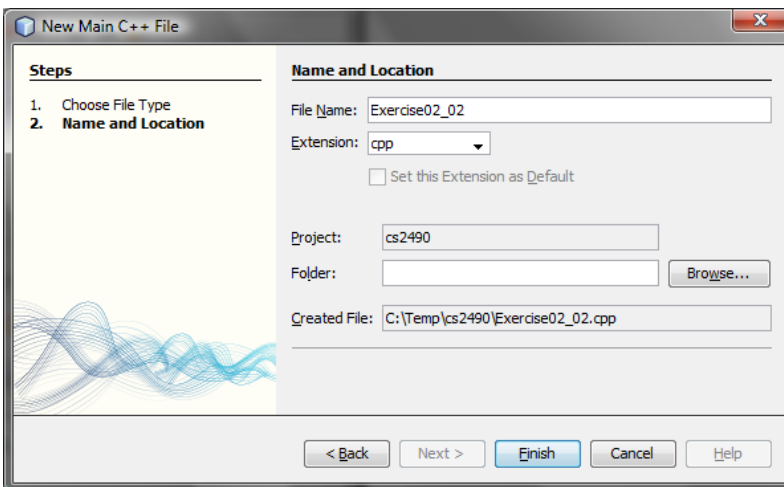 New Main C++ File
Steps
1. Choose File Type
2. Name and Location
Name and Location
File Name: Exercise02_02
Extension: cpp
Set this Extension as Default
Project: cs2490
Folder:
Browse...
Created File: C:\Temp\cs2490\Exercise02_02.cpp
< Back
Next >
Finish
Cancel
Help